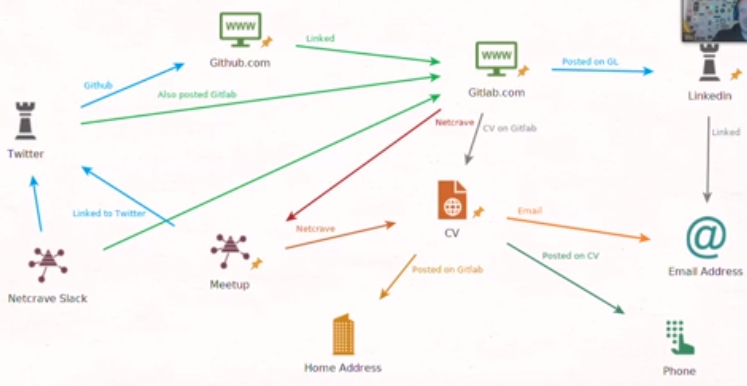 www
Github.com
Linked
www
Gitlab.com
Posted on GL
Linkedin
Github
Also posted Gitlab
Twitter
Netcrave
CV on Gitlab
Linked
Linked to Twitter
Netcrave Slack
Meetup
Netcrave
CV
Email
@
Email Address
Posted on CV
Posted on Gitlab
Home Address
Phone